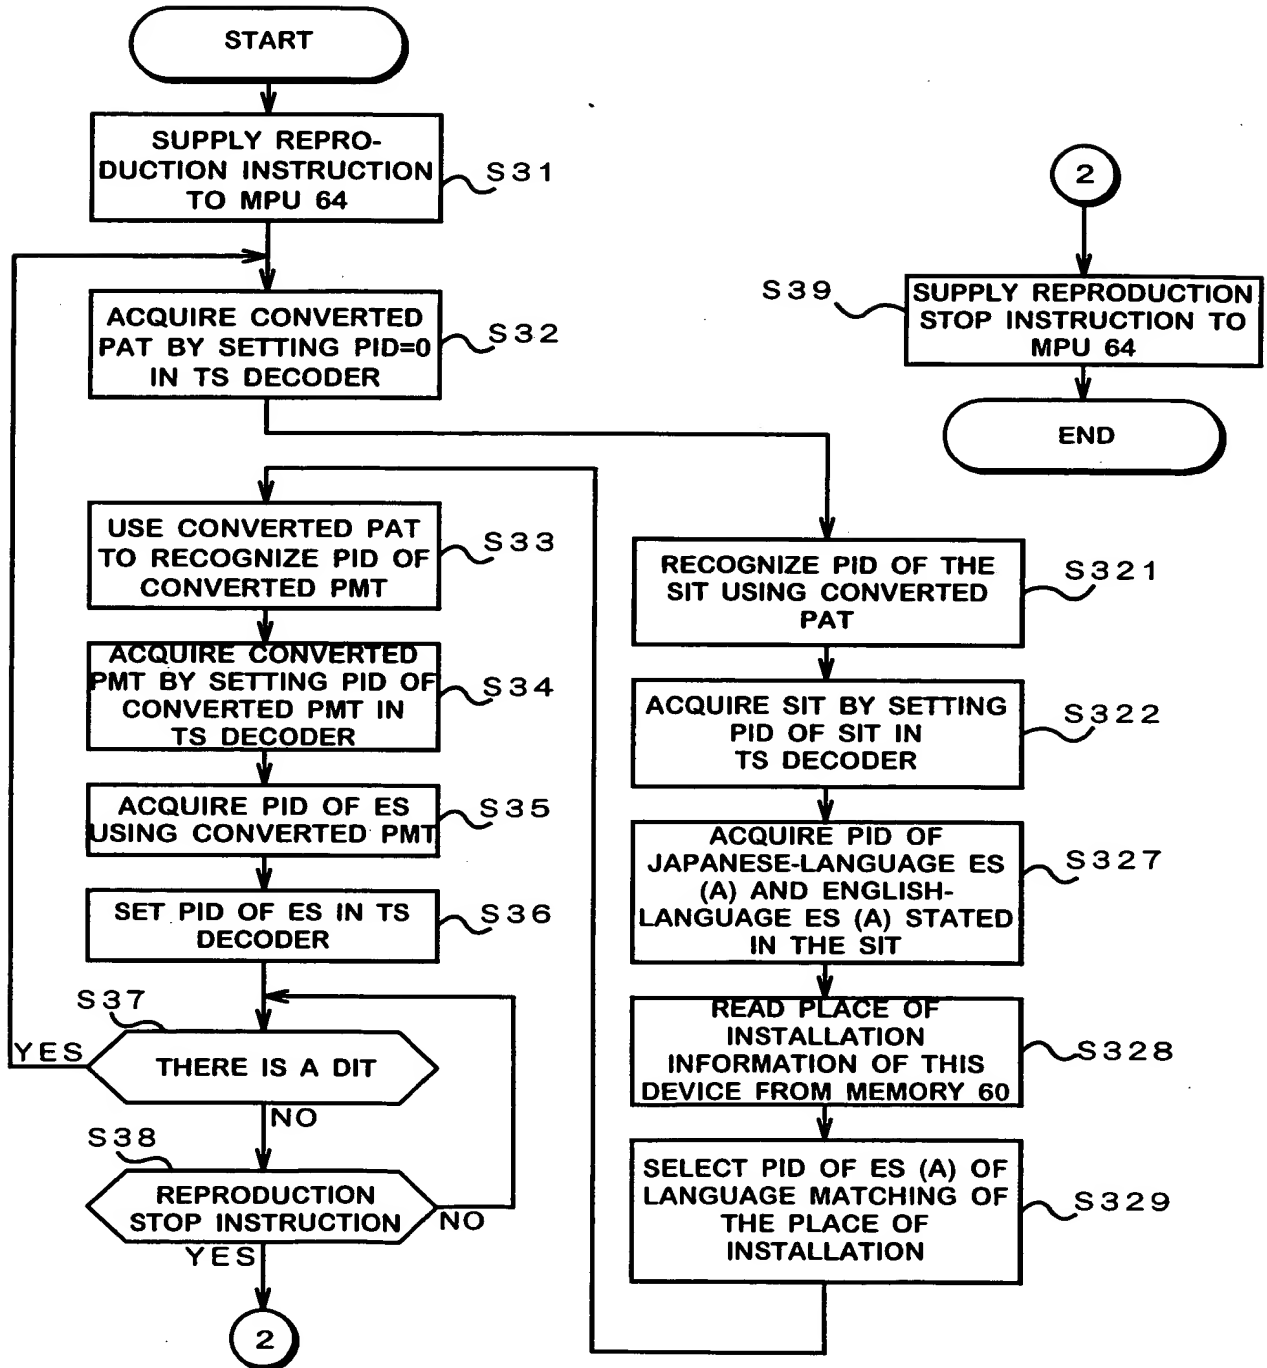 START
SUPPLY REPRO-
DUCTION INSTRUCTION
TO MPU 64
S31
ACQUIRE CONVERTED
PAT BY SETTING PID=0
IN TS DECODER
S32
USE CONVERTED PAT
TO RECOGNIZE PID OF
CONVERTED PMT
S33
ACQUIRE CONVERTED
PMT BY SETTING PID OF
CONVERTED PMT IN
TS DECODER
S34
ACQUIRE PID OF ES
USING CONVERTED PMT
S35
SET PID OF ES IN TS
DECODER
S36
S37
YES
THERE IS A DIT
NO
S38
REPRODUCTION
STOP INSTRUCTION
NO
YES
2
2
S39
SUPPLY REPRODUCTION
STOP INSTRUCTION TO
MPU 64
END
RECOGNIZE PID OF THE
SIT USING CONVERTED
PAT
S321
ACQUIRE SIT BY SETTING
PID OF SIT IN
TS DECODER
S322
ACQUIRE PID OF
JAPANESE-LANGUAGE ES
(A) AND ENGLISH-
LANGUAGE ES (A) STATED
IN THE SIT
S327
READ PLACE OF
INSTALLATION
INFORMATION OF THIS
DEVICE FROM MEMORY 60
S328
SELECT PID OF ES (A) OF
LANGUAGE MATCHING OF
THE PLACE OF
INSTALLATION
S329